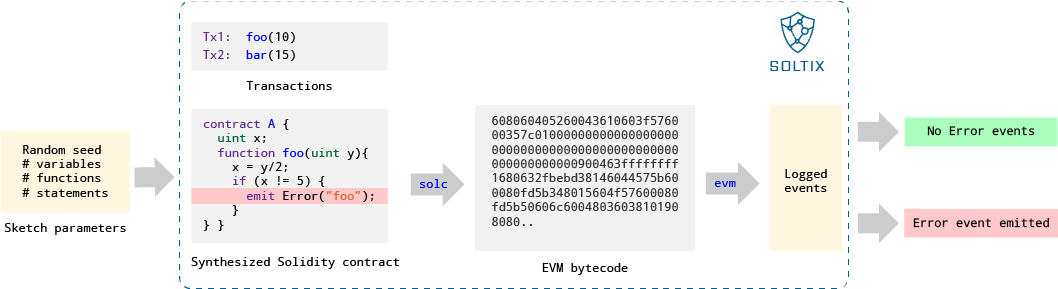 Random seed
# variables
# functions
# statements
Sketch parameters
Tx1: foo(10)
Tx2: bar(15)
Transactions
contract A {
uint x;
function foo(uint y){
x = y/2;
if (x != 5) {
emit Error("foo");
}
} }
Synthesized Solidity contract
solc
608060405260043610603f5760
00357c01000000000000000000
00000000000000000000000000
000000000000900463ffffffff
1680632fbebd38146044575b60
0080fd5b348015604f57600080
fd5b50606c6004803603810190
8080..
EVM bytecode
evm
SOLTIX
Logged
events
No Error events
Error event emitted